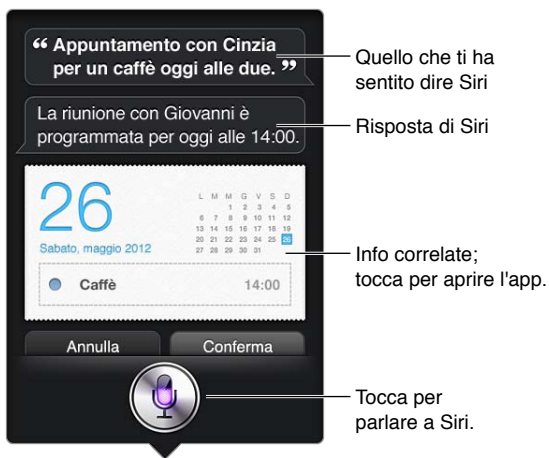 “ Appuntamento con Cinzia
per un caffè oggi alle due. ”
Quello che ti ha
sentito dire Siri
La riunione con Giovanni è
programmata per oggi alle 14:00.
Risposta di Siri
26
Sabato, maggio 2012
L M M G V S D
1 2 3 4 5
6 7 8 9 10 11 12
13 14 15 16 17 18 19
20 21 22 23 24 25 26
27 28 29 30 31
Info correlate;
tocca per aprire l'app.
Caffè 14:00
Annulla Conferma
Tocca per
parlare a Siri.